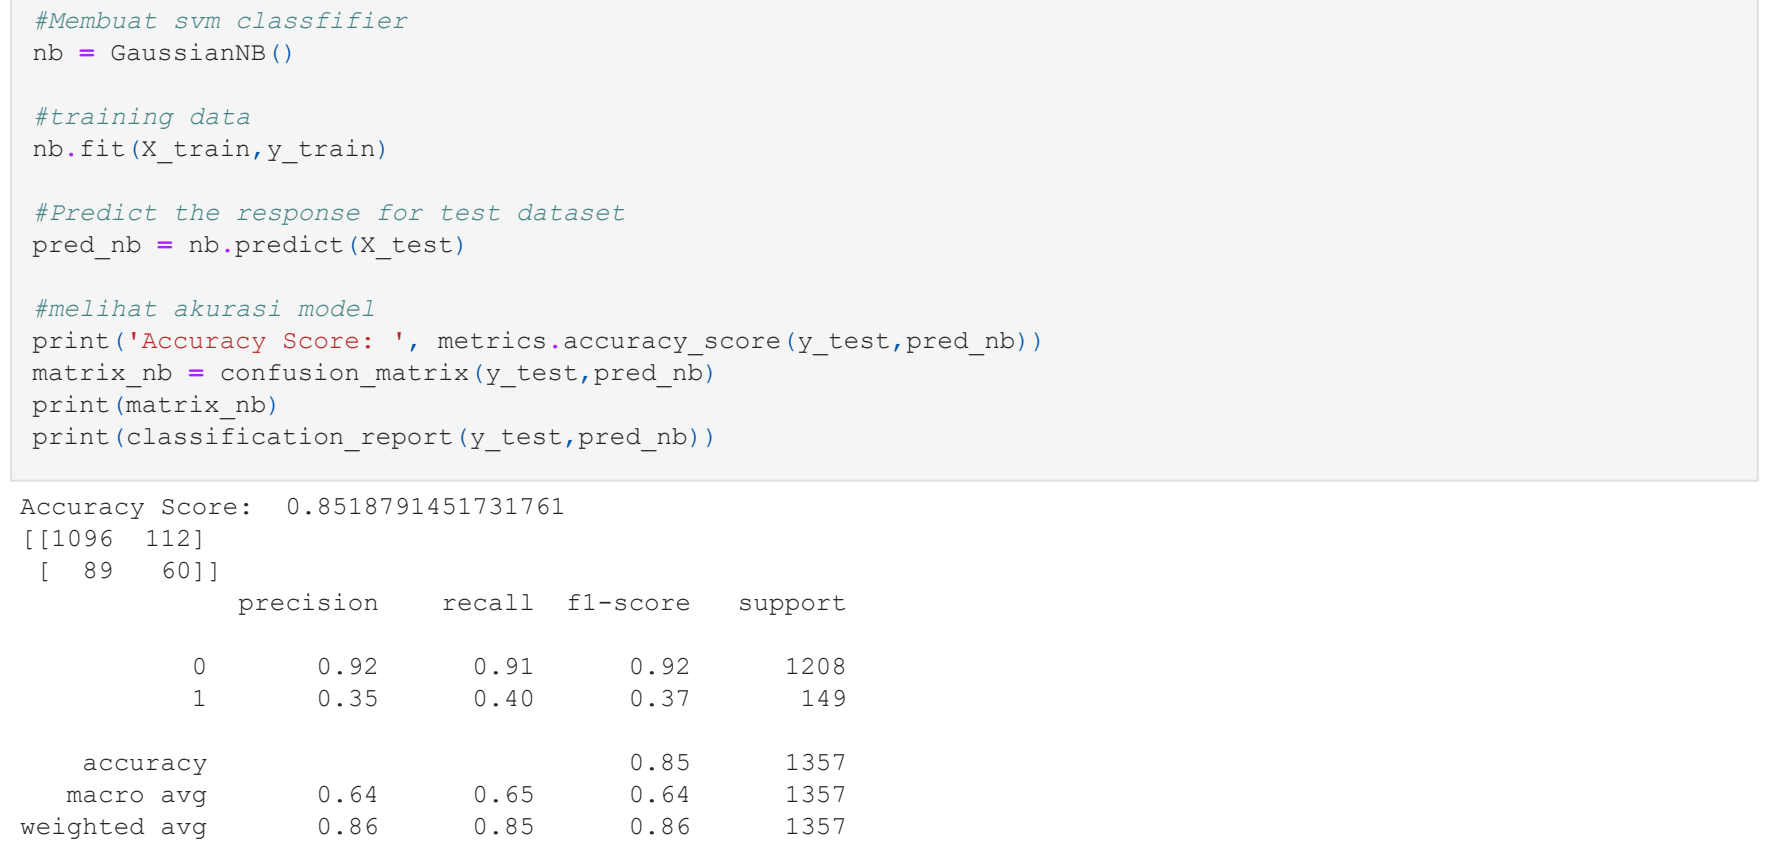 #Membuat svm classfifier
nb = GaussianNB()
#training data
nb.fit(X_train,y_train)
#Predict the response for test dataset
pred_nb = nb.predict(X_test)
#melihat akurasi model
print('Accuracy Score: ', metrics.accuracy_score(y_test,pred_nb))
matrix_nb = confusion_matrix(y_test,pred_nb)
print(matrix_nb)
print(classification_report(y_test,pred_nb))
Accuracy Score:  0.8518791451731761
[[1096  112]
 [  89   60]]
              precision    recall  f1-score   support
           0       0.92      0.91      0.92      1208
           1       0.35      0.40      0.37       149
    accuracy                           0.85      1357
   macro avg       0.64      0.65      0.64      1357
weighted avg       0.86      0.85      0.86      1357